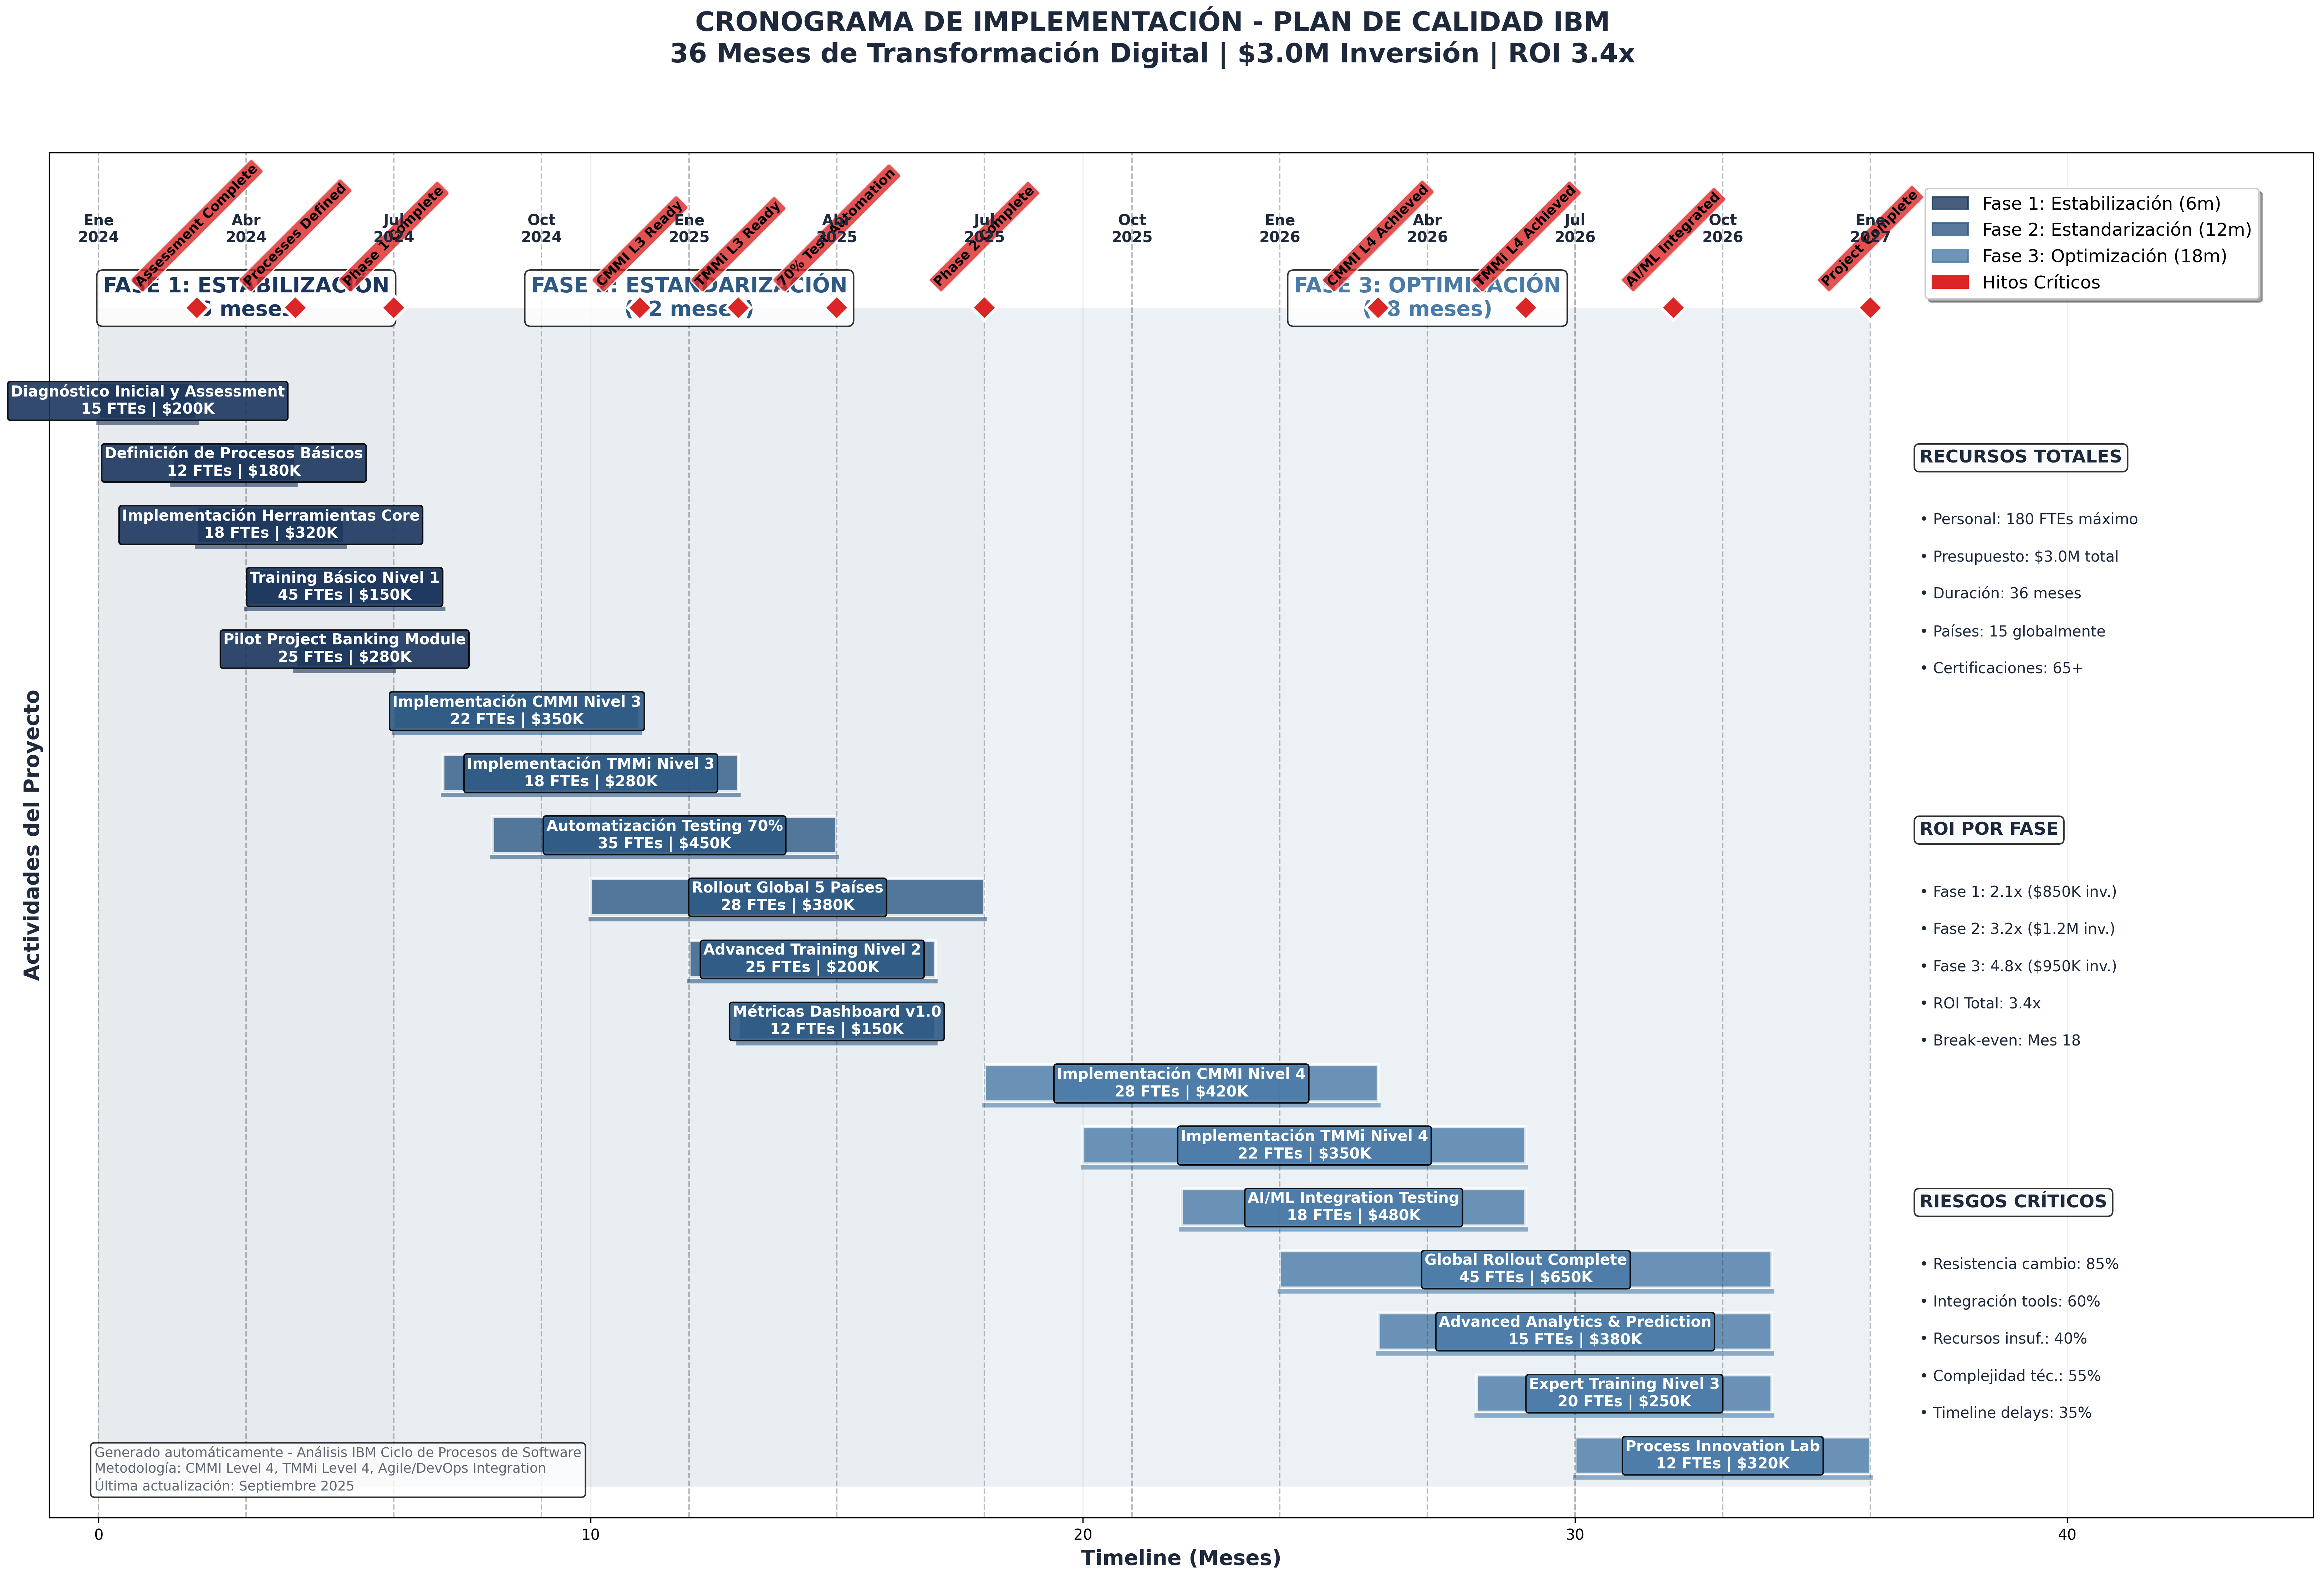 CRONOGRAMA DE IMPLEMENTACIÓN - PLAN DE CALIDAD IBM
36 Meses de Transformación Digital | $3.0M Inversión | ROI 3.4x
Assessment Complete
Processes Defined
Phase 1 Complete
CMMI L3 Ready
TMMI L3 Ready
70% Test Automation
Phase 2 Complete
CMMI L4 Achieved
TMMI L4 Achieved
AI/ML Integrated
Project Complete
Ene
2024
Abr
2024
Jul
2024
Oct
2024
Ene
2025
Abr
2025
Jul
2025
Oct
2025
Ene
2026
Abr
2026
Jul
2026
Oct
2026
Ene
2027
Fase 1: Estabilización (6m)
Fase 2: Estandarización (12m)
Fase 3: Optimización (18m)
Hitos Críticos
FASE 1: ESTABILIZACIÓN
(6 meses)
FASE 2: ESTANDARIZACIÓN
(12 meses)
FASE 3: OPTIMIZACIÓN
(18 meses)
Actividades del Proyecto
Diagnóstico Inicial y Assessment
15 FTEs | $200K
Definición de Procesos Básicos
12 FTEs | $180K
Implementación Herramientas Core
18 FTEs | $320K
Training Básico Nivel 1
45 FTEs | $150K
Pilot Project Banking Module
25 FTEs | $280K
Implementación CMMI Nivel 3
22 FTEs | $350K
Implementación TMMi Nivel 3
18 FTEs | $280K
Automatización Testing 70%
35 FTEs | $450K
Rollout Global 5 Países
28 FTEs | $380K
Advanced Training Nivel 2
25 FTEs | $200K
Métricas Dashboard v1.0
12 FTEs | $150K
Implementación CMMI Nivel 4
28 FTEs | $420K
Implementación TMMi Nivel 4
22 FTEs | $350K
AI/ML Integration Testing
18 FTEs | $480K
Global Rollout Complete
45 FTEs | $650K
Advanced Analytics & Prediction
15 FTEs | $380K
Expert Training Nivel 3
20 FTEs | $250K
Process Innovation Lab
12 FTEs | $320K
RECURSOS TOTALES
• Personal: 180 FTEs máximo
• Presupuesto: $3.0M total
• Duración: 36 meses
• Países: 15 globalmente
• Certificaciones: 65+
ROI POR FASE
• Fase 1: 2.1x ($850K inv.)
• Fase 2: 3.2x ($1.2M inv.)
• Fase 3: 4.8x ($950K inv.)
• ROI Total: 3.4x
• Break-even: Mes 18
RIESGOS CRÍTICOS
• Resistencia cambio: 85%
• Integración tools: 60%
• Recursos insuf.: 40%
• Complejidad téc.: 55%
• Timeline delays: 35%
Generado automáticamente - Análisis IBM Ciclo de Procesos de Software
Metodología: CMMI Level 4, TMMi Level 4, Agile/DevOps Integration
Última actualización: Septiembre 2025
0
10
20
30
40
Timeline (Meses)